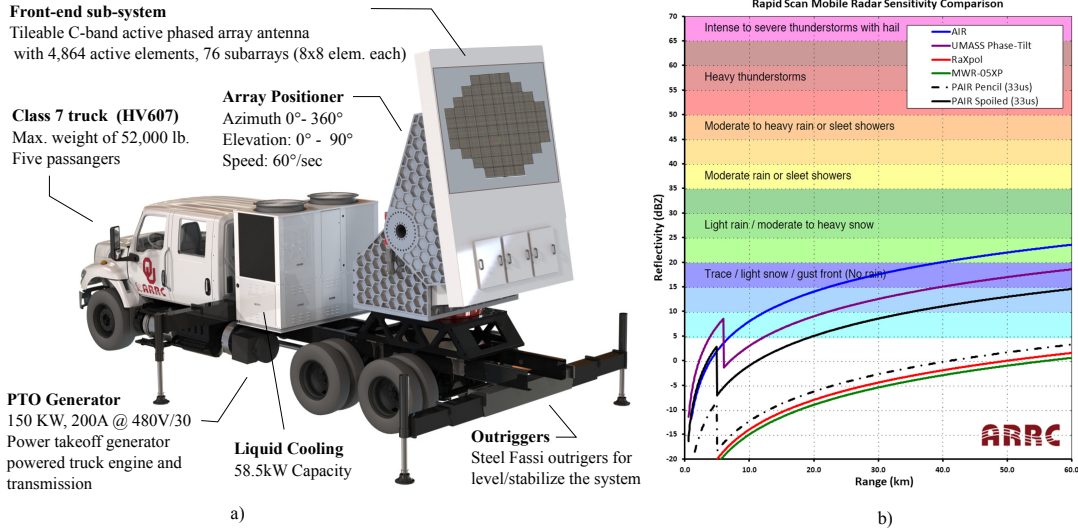 Front-end sub-system
Tileable C-band active phased array antenna
with 4,864 active elements, 76 subarrays (8x8 elem. each)
Class 7 truck (HV607)
Max. weight of 52,000 lb.
Five passangers
Array Positioner
Azimuth 0°- 360°
Elevation: 0° - 90°
Speed: 60°/sec
OU
ARRC
PTO Generator
150 KW, 200A @ 480V/30
Power takeoff generator
powered truck engine and
transmission
Liquid Cooling
58.5kW Capacity
Outriggers
Steel Fassi outrigers for
level/stabilize the system
a)
Rapid Scan Mobile Radar Sensitivity Comparison
Reflectivity (dBZ)
70
65
60
55
50
45
40
35
30
25
20
15
10
5
0
-5
-10
-15
-20
Intense to severe thunderstorms with hail
Heavy thunderstorms
Moderate to heavy rain or sleet showers
Moderate rain or sleet showers
Light rain / moderate to heavy snow
Trace / light snow / gust front (No rain)
AIR
UMASS Phase-Tilt
RaXpol
MWR-05XP
PAIR Pencil (33us)
PAIR Spoiled (33us)
ARRC
0.0 10.0 20.0 30.0 40.0 50.0 60.0
Range (km)
b)